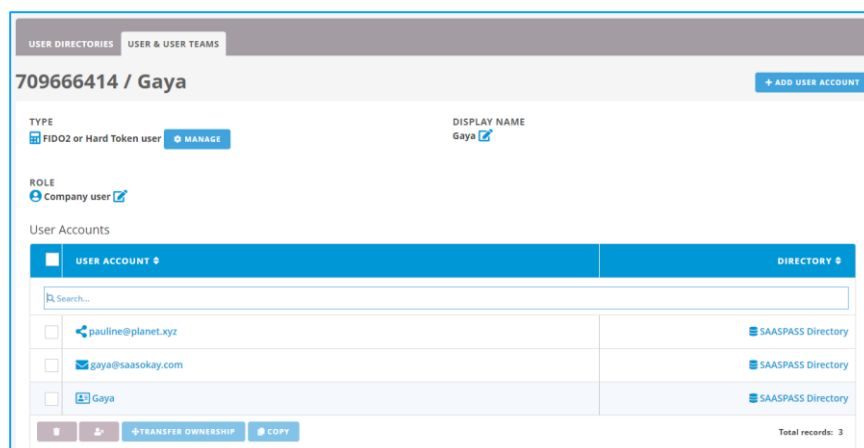 USER DIRECTORIES USER & USER TEAMS
709666414 / Gaya + ADD USER ACCOUNT
TYPE DISPLAY NAME
FIDO2 or Hard Token user MANAGE Gaya
ROLE
Company user
User Accounts
USER ACCOUNT DIRECTORY
Search...
pauline@planet.xyz SAASPASS Directory
gaya@saasokay.com SAASPASS Directory
Gaya SAASPASS Directory
TRANSFER OWNERSHIP COPY Total records: 3